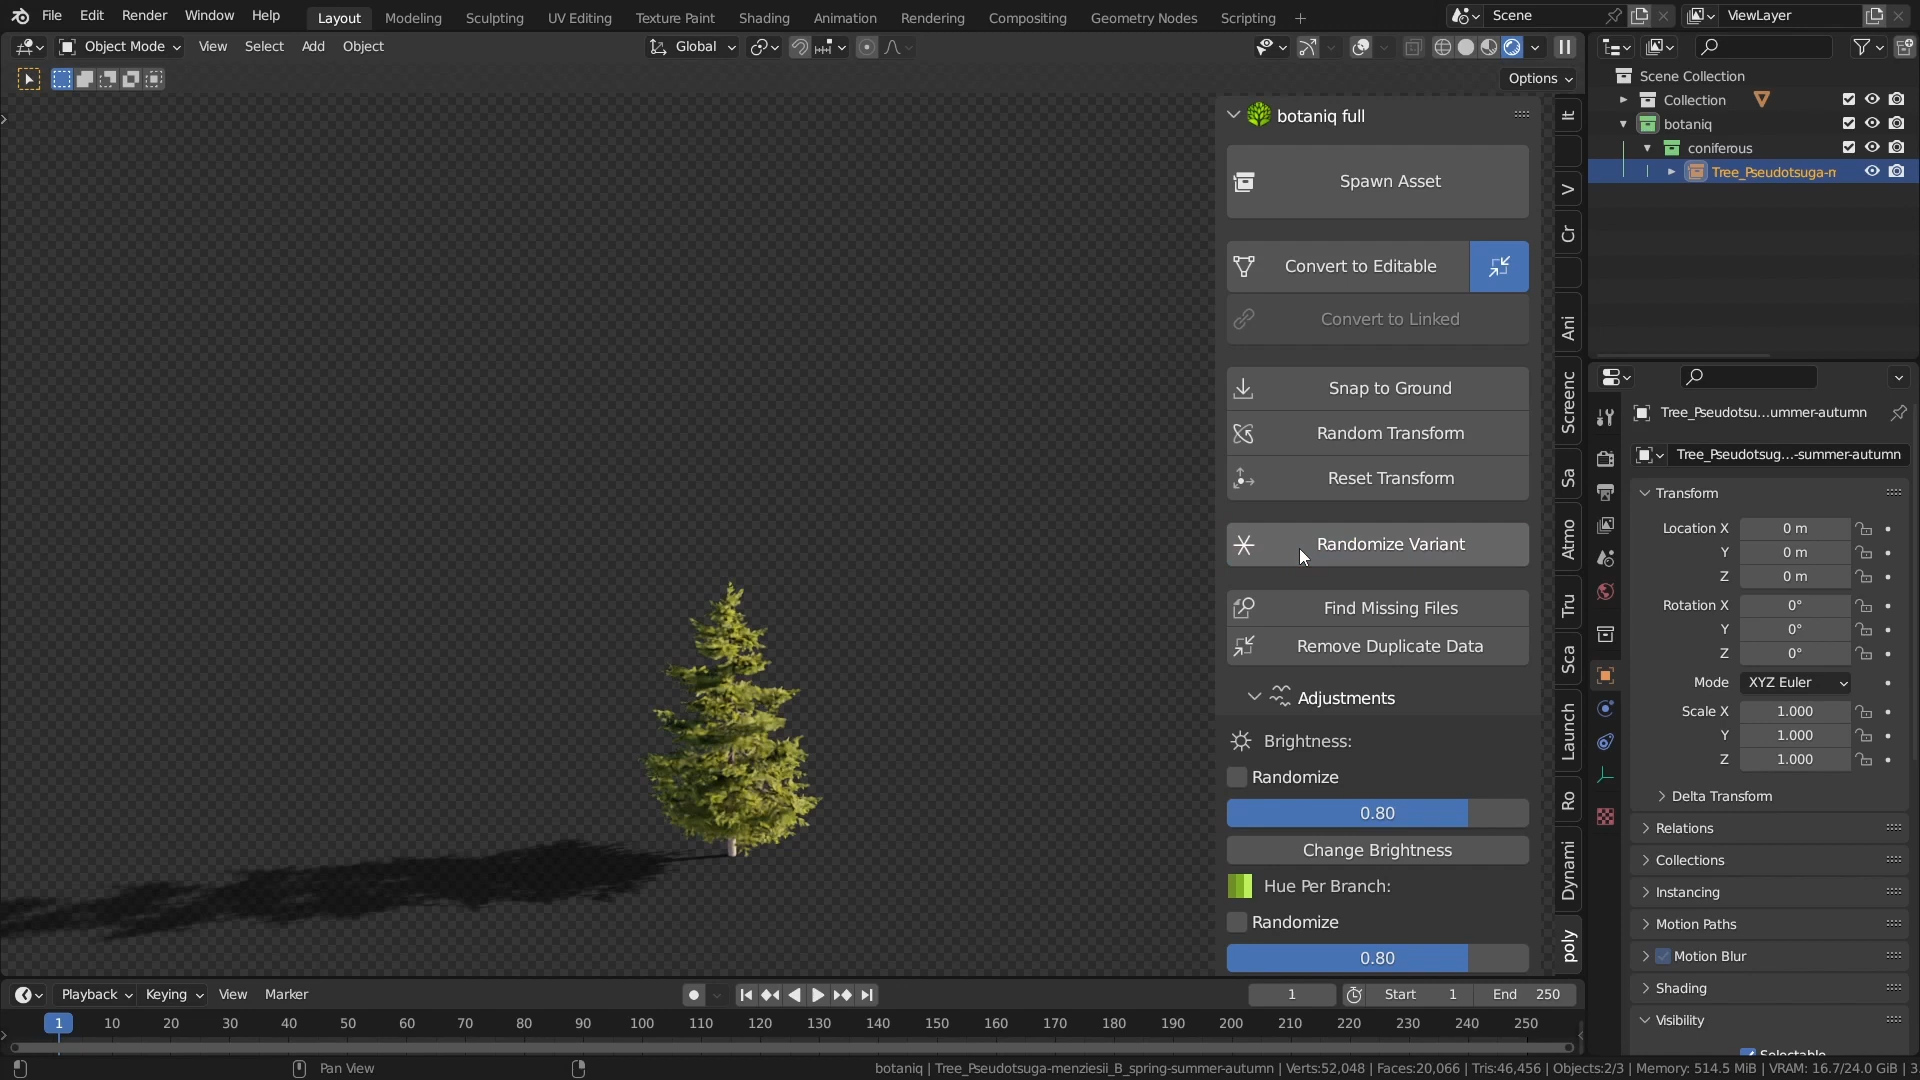 File Edit Render Window Help Layout Modeling Sculpting UV Editing Texture Paint Shading Animation Rendering Compositing Geometry Nodes Scripting + Scene ViewLayer
Object Mode View Select Add Object Global
Options
botaniq full
Spawn Asset
Convert to Editable
Convert to Linked
Snap to Ground
Random Transform
Reset Transform
Randomize Variant
Find Missing Files
Remove Duplicate Data
Adjustments
Brightness:
Randomize
0.80
Change Brightness
Hue Per Branch:
Randomize
0.80
It
V
Cr
Ani
Screenc
Sa
Atmo
Tru
Sca
Launch
Ro
Dynami
poly
Scene Collection
Collection
botaniq
coniferous
Tree_Pseudotsuga-m
Tree_Pseudotsu...ummer-autumn
Tree_Pseudotsug...-summer-autumn
Transform
Location X 0 m
Y 0 m
Z 0 m
Rotation X 0°
Y 0°
Z 0°
Mode XYZ Euler
Scale X 1.000
Y 1.000
Z 1.000
Delta Transform
Relations
Collections
Instancing
Motion Paths
Motion Blur
Shading
Visibility
Selectable
Playback Keying View Marker 1 Start 1 End 250
1 10 20 30 40 50 60 70 80 90 100 110 120 130 140 150 160 170 180 190 200 210 220 230 240 250
Pan View
botaniq | Tree_Pseudotsuga-menziesii_B_spring-summer-autumn | Verts:52,048 | Faces:20,066 | Tris:46,456 | Objects:2/3 | Memory: 514.5 MiB | VRAM: 16.7/24.0 GiB | 3.